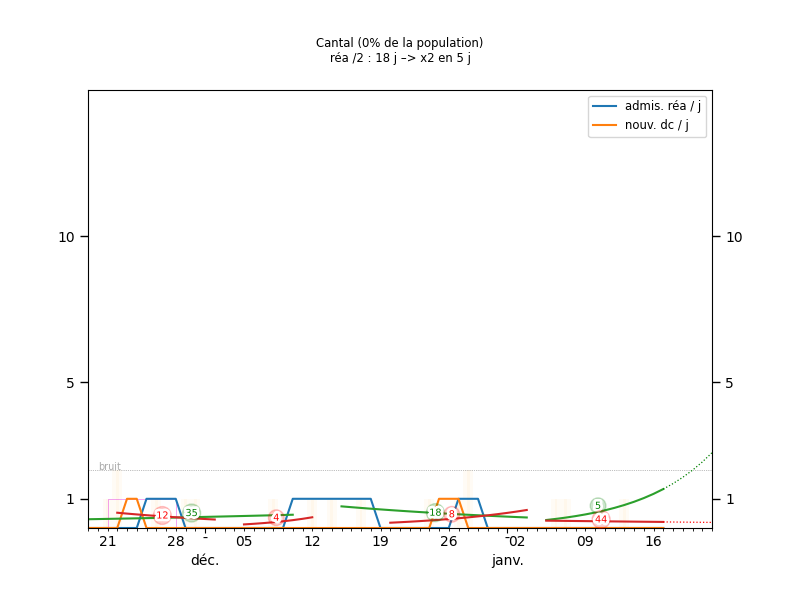 Cantal (0% de la population)
réa /2 : 18 j –> x2 en 5 j
admis. réa / j
nouv. dc / j
10 10
5 5
bruit
1 1
12 35 4 18 8 5 44
21 28 - 05 12 19 26 -02 09 16
déc. janv.